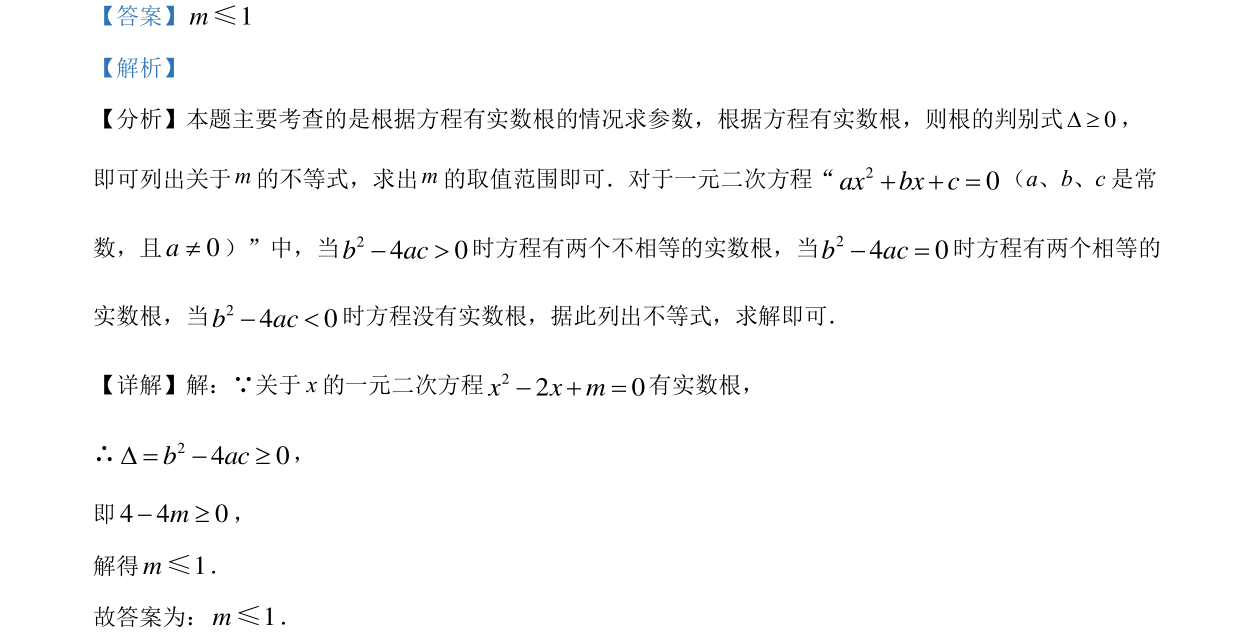 【答案】m≤1
【解析】
【分析】本题主要考查的是根据方程有实数根的情况求参数，根据方程有实数根，则根的判别式Δ≥0，
即可列出关于m的不等式，求出m的取值范围即可．对于一元二次方程“ax²+bx+c=0（a、b、c是常
数，且a≠0）”中，当b²−4ac>0时方程有两个不相等的实数根，当b²−4ac=0时方程有两个相等的
实数根，当b²−4ac<0时方程没有实数根，据此列出不等式，求解即可．
【详解】解：∵关于x的一元二次方程x²−2x+m=0有实数根，
∴Δ=b²−4ac≥0，
即4−4m≥0，
解得m≤1．
故答案为：m≤1．